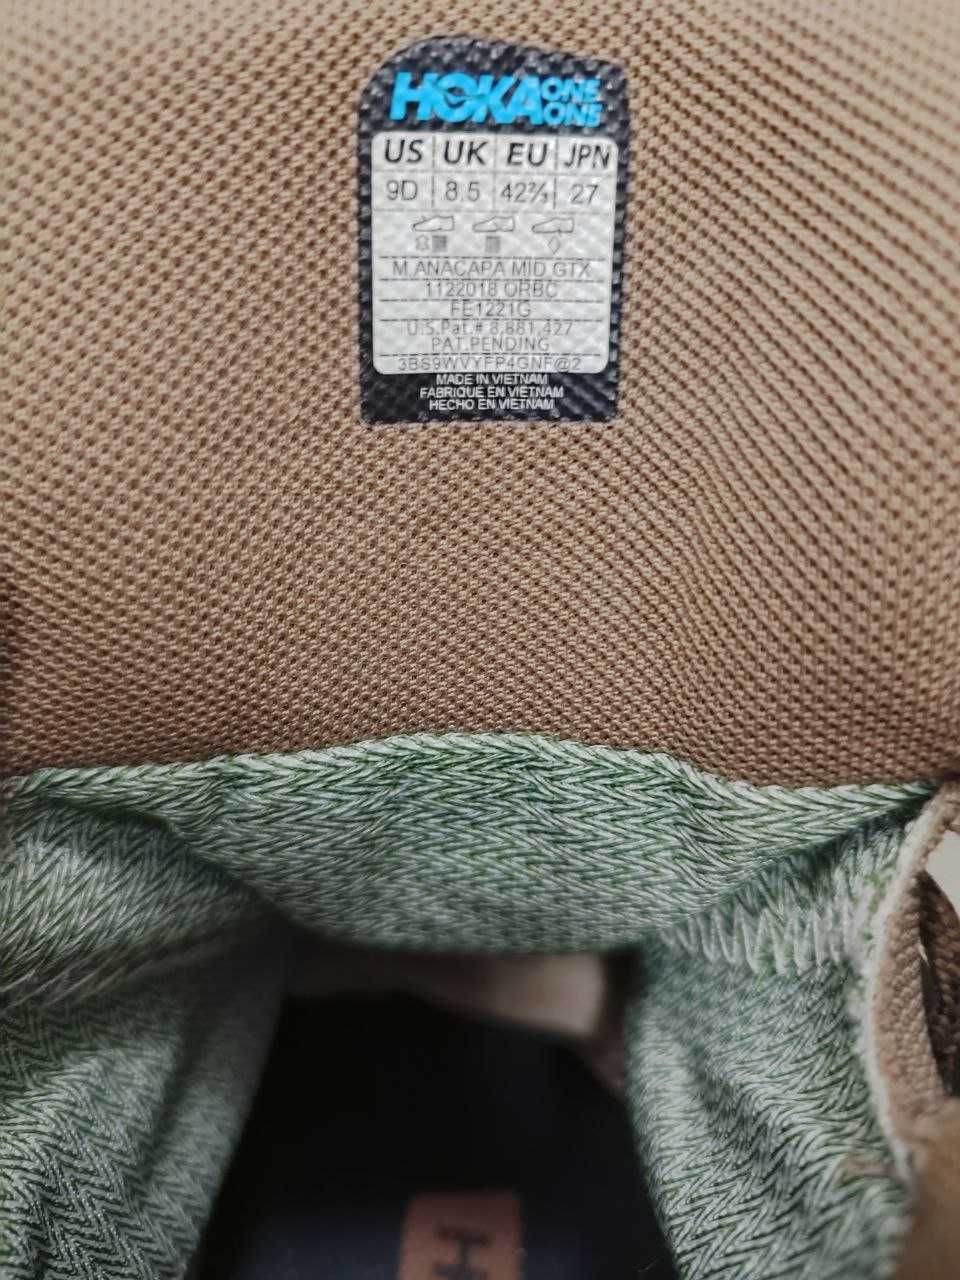 HOKA ONE ONE
US UK EU JPN
9D 8.5 42⅔ 27
M ANACAPA MID GTX
1122018 ORBC
FE1221G
U.S.Pat.# 8,881,427
PAT.PENDING
3BS9WVYFP4GNF@2
MADE IN VIETNAM
FABRIQUE EN VIETNAM
HECHO EN VIETNAM